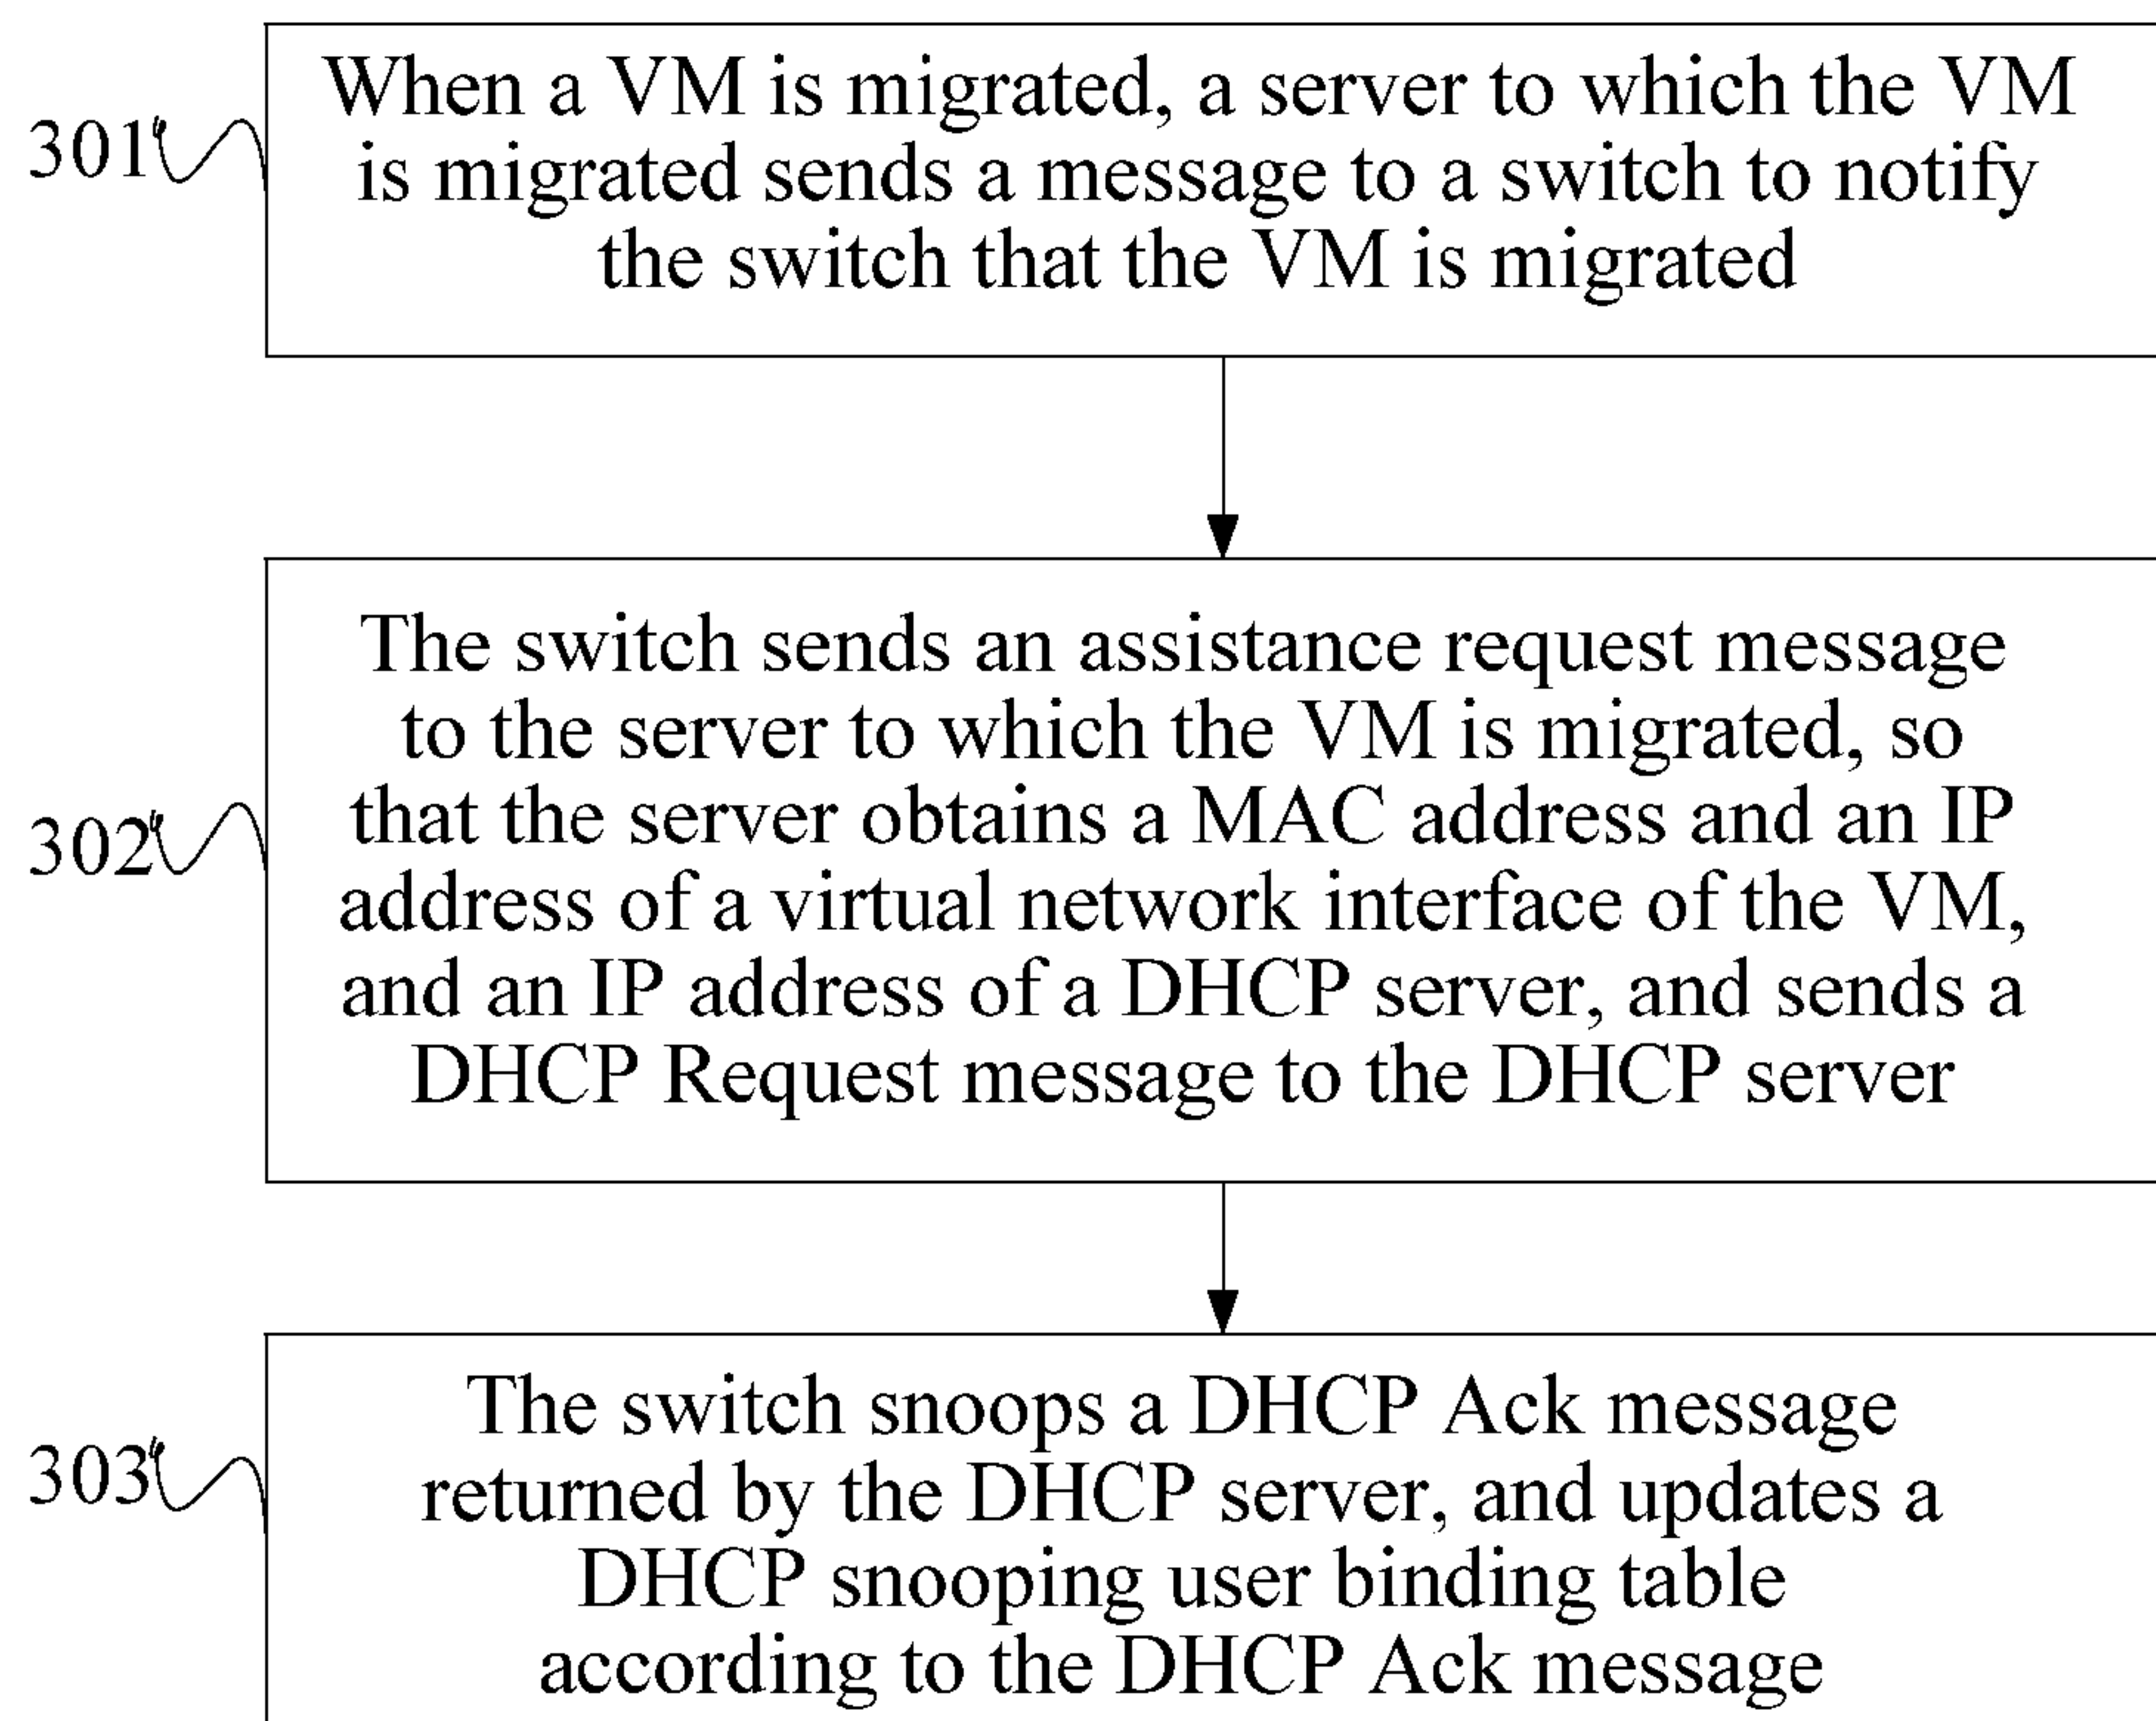 301
When a VM is migrated, a server to which the VM
is migrated sends a message to a switch to notify
the switch that the VM is migrated
302
The switch sends an assistance request message
to the server to which the VM is migrated, so
that the server obtains a MAC address and an IP
address of a virtual network interface of the VM,
and an IP address of a DHCP server, and sends a
DHCP Request message to the DHCP server
303
The switch snoops a DHCP Ack message
returned by the DHCP server, and updates a
DHCP snooping user binding table
according to the DHCP Ack message